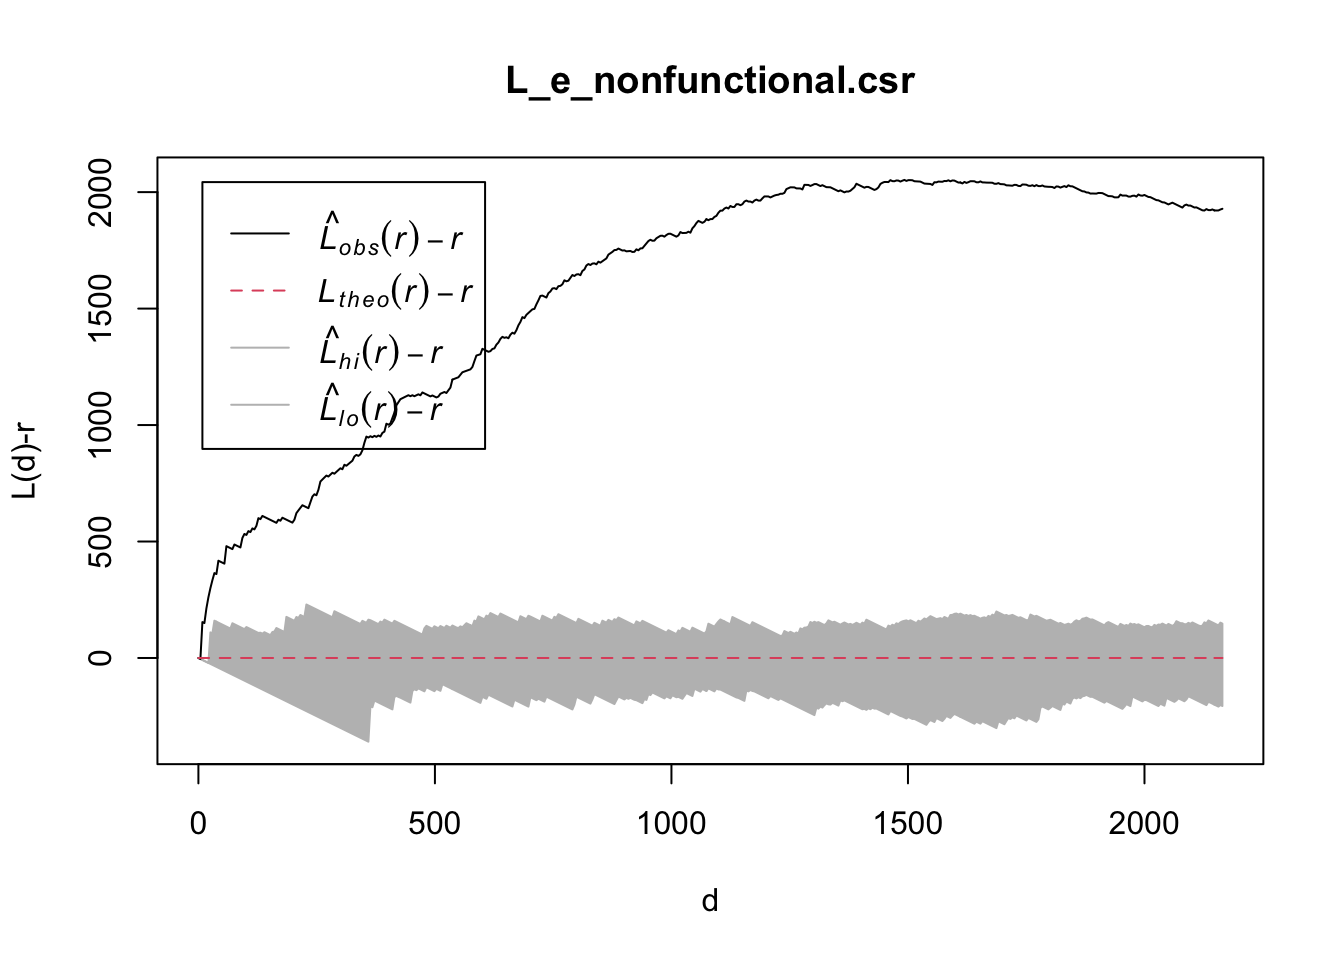 L_e_nonfunctional.csr
L(d)-r
2000
1500
1000
500
0
L̂obs(r) − r
Ltheo(r) − r
L̂hi(r) − r
L̂lo(r) − r
0 500 1000 1500 2000
d